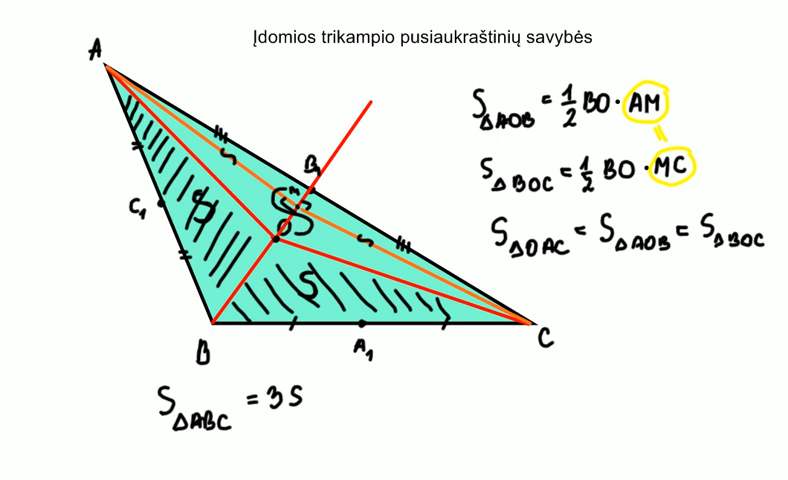 Įdomios trikampio pusiaukraštinių savybės
A
S△AOB = 1/2 BO · AM
B₁
S△BOC = 1/2 BO · MC
M
C₁
S
S
O
S△OAC = S△AOB = S△BOC
S
B
A₁
C
S△ABC = 3S